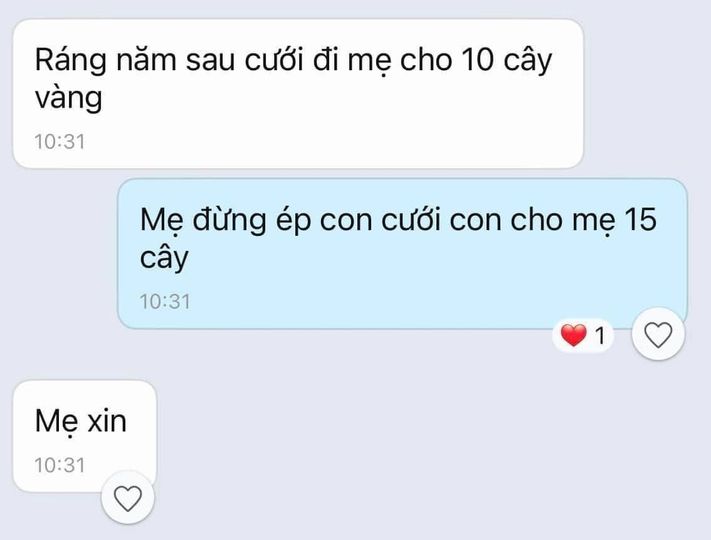 Ráng năm sau cưới đi mẹ cho 10 cây
vàng
10:31
Mẹ đừng ép con cưới con cho mẹ 15
cây
10:31
1
Mẹ xin
10:31